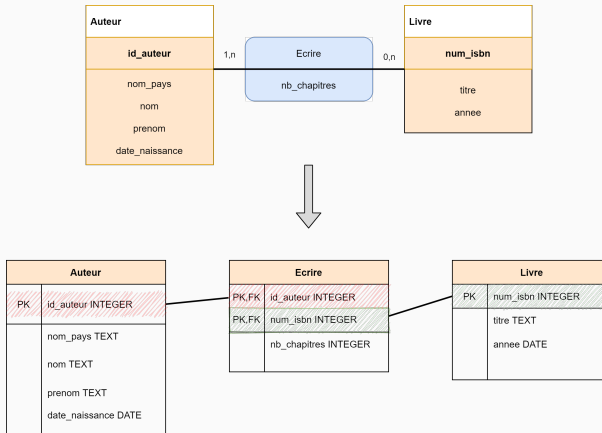 Auteur
id_auteur
nom_pays
nom
prenom
date_naissance
1,n
Ecrire
nb_chapitres
0,n
Livre
num_isbn
titre
annee
Auteur
PK id_auteur INTEGER
nom_pays TEXT
nom TEXT
prenom TEXT
date_naissance DATE
Ecrire
PK,FK id_auteur INTEGER
PK,FK num_isbn INTEGER
nb_chapitres INTEGER
Livre
PK num_isbn INTEGER
titre TEXT
annee DATE